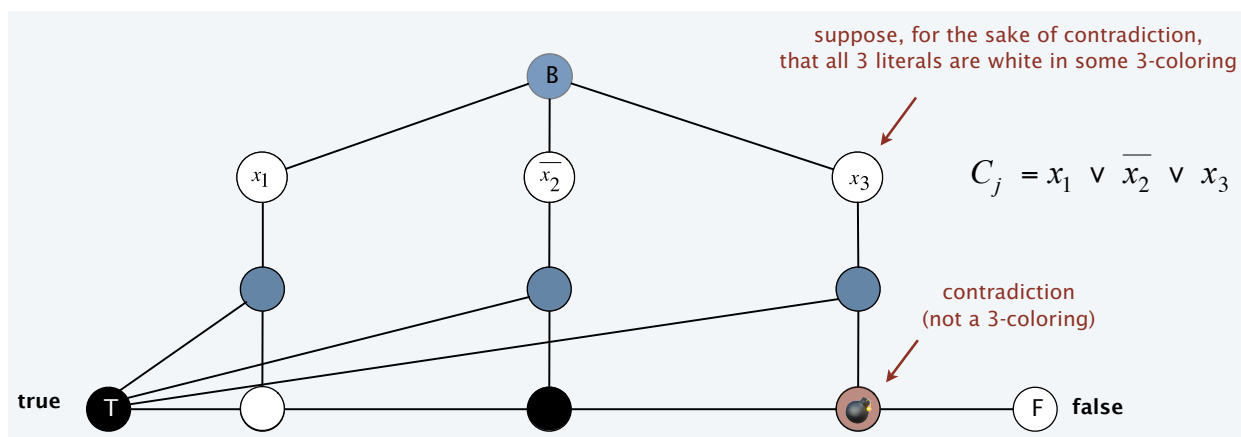 suppose, for the sake of contradiction,
that all 3 literals are white in some 3-coloring
B
x₁
x̅₂
x₃
Cⱼ = x₁ ∨ x̅₂ ∨ x₃
contradiction
(not a 3-coloring)
true
T
F
false